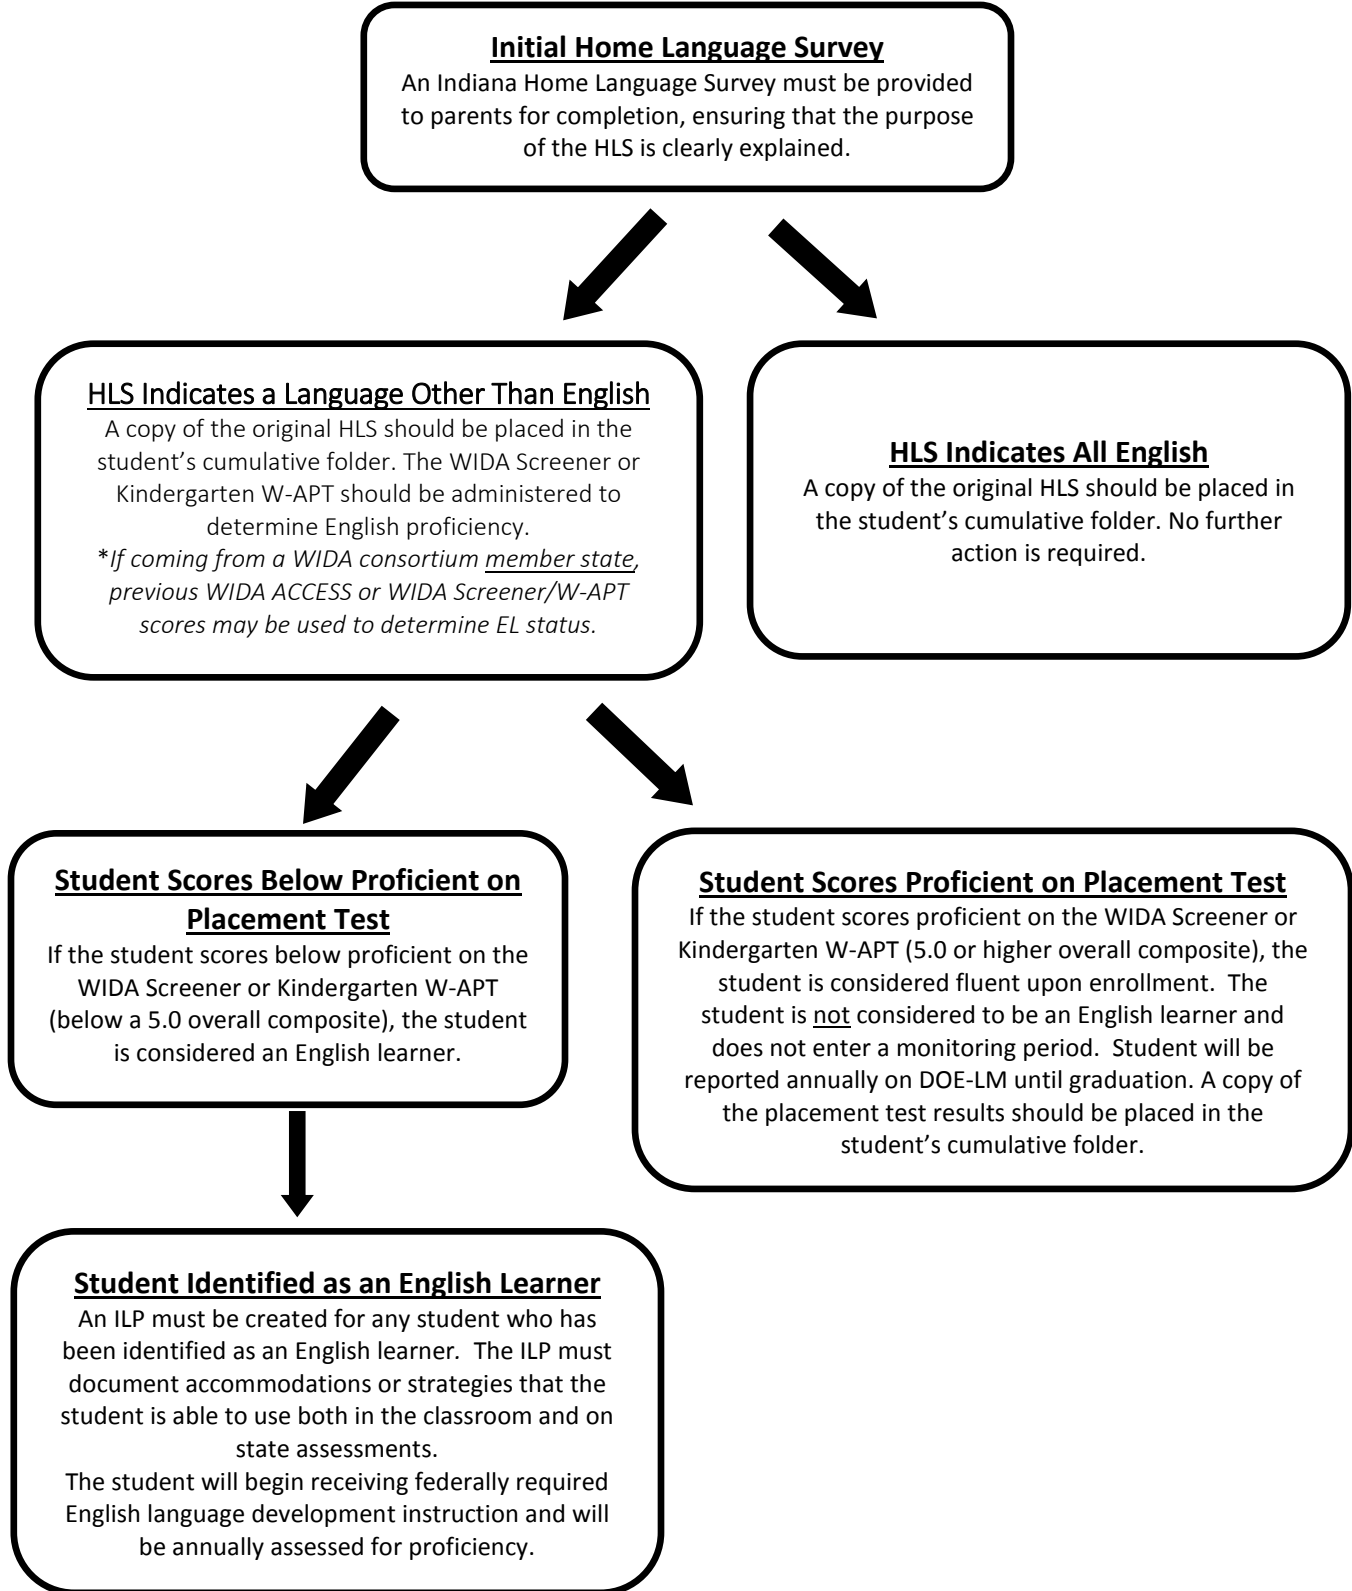 Initial Home Language Survey
An Indiana Home Language Survey must be provided
to parents for completion, ensuring that the purpose
of the HLS is clearly explained.
HLS Indicates a Language Other Than English
A copy of the original HLS should be placed in the
student’s cumulative folder. The WIDA Screener or
Kindergarten W-APT should be administered to
determine English proficiency.
*If coming from a WIDA consortium member state,
previous WIDA ACCESS or WIDA Screener/W-APT
scores may be used to determine EL status.
HLS Indicates All English
A copy of the original HLS should be placed in
the student’s cumulative folder. No further
action is required.
Student Scores Below Proficient on
Placement Test
If the student scores below proficient on the
WIDA Screener or Kindergarten W-APT
(below a 5.0 overall composite), the student
is considered an English learner.
Student Scores Proficient on Placement Test
If the student scores proficient on the WIDA Screener or
Kindergarten W-APT (5.0 or higher overall composite), the
student is considered fluent upon enrollment.  The
student is not considered to be an English learner and
does not enter a monitoring period.  Student will be
reported annually on DOE-LM until graduation. A copy of
the placement test results should be placed in the
student’s cumulative folder.
Student Identified as an English Learner
An ILP must be created for any student who has
been identified as an English learner.  The ILP must
document accommodations or strategies that the
student is able to use both in the classroom and on
state assessments.
The student will begin receiving federally required
English language development instruction and will
be annually assessed for proficiency.